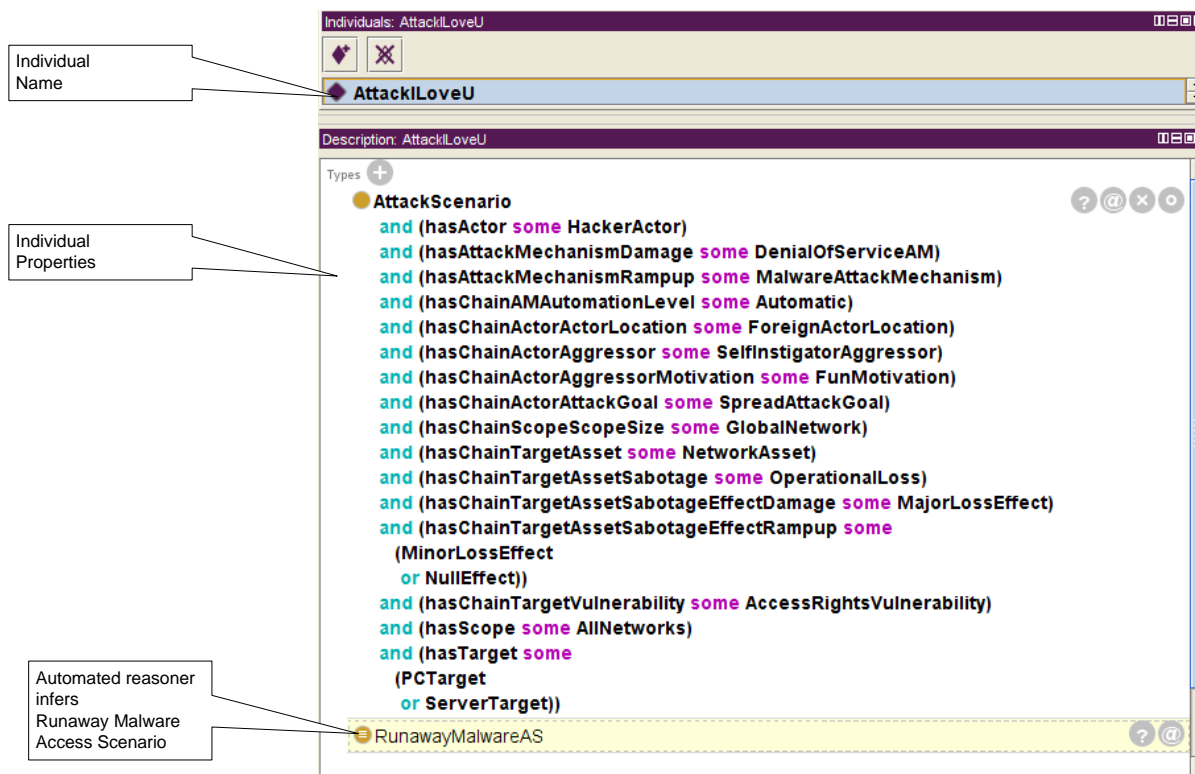 Individuals: AttackILoveU
Individual
Name
AttackILoveU
Description: AttackILoveU
Types
AttackScenario
and (hasActor some HackerActor)
Individual
Properties
and (hasAttackMechanismDamage some DenialOfServiceAM)
and (hasAttackMechanismRampup some MalwareAttackMechanism)
and (hasChainAMAutomationLevel some Automatic)
and (hasChainActorActorLocation some ForeignActorLocation)
and (hasChainActorAggressor some SelfInstigatorAggressor)
and (hasChainActorAggressorMotivation some FunMotivation)
and (hasChainActorAttackGoal some SpreadAttackGoal)
and (hasChainScopeScopeSize some GlobalNetwork)
and (hasChainTargetAsset some NetworkAsset)
and (hasChainTargetAssetSabotage some OperationalLoss)
and (hasChainTargetAssetSabotageEffectDamage some MajorLossEffect)
and (hasChainTargetAssetSabotageEffectRampup some
(MinorLossEffect
or NullEffect))
and (hasChainTargetVulnerability some AccessRightsVulnerability)
and (hasScope some AllNetworks)
and (hasTarget some
(PCTarget
or ServerTarget))
Automated reasoner
infers
Runaway Malware
Access Scenario
RunawayMalwareAS